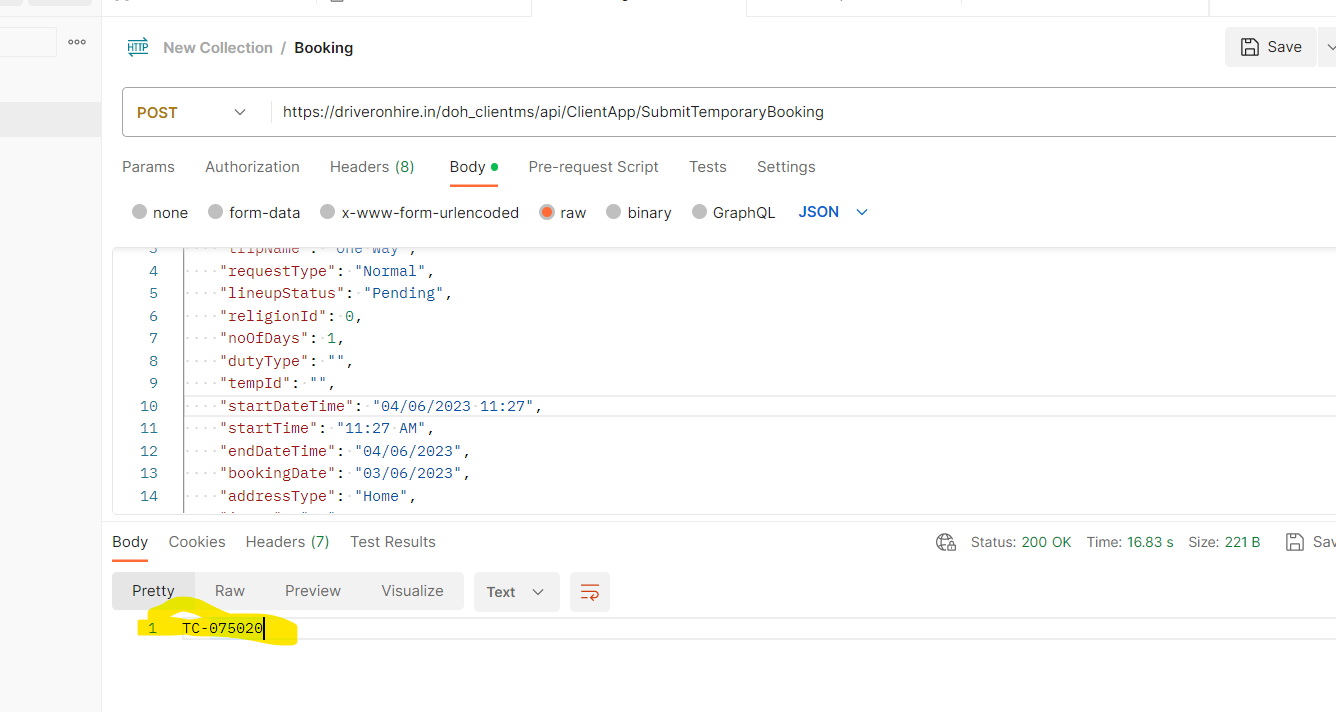 New Collection / Booking
Save
POST
https://driveronhire.in/doh_clientms/api/ClientApp/SubmitTemporaryBooking
Params Authorization Headers (8) Body Pre-request Script Tests Settings
none form-data x-www-form-urlencoded raw binary GraphQL JSON
4 "requestType": "Normal",
5 "lineupStatus": "Pending",
6 "religionId": 0,
7 "noOfDays": 1,
8 "dutyType": "",
9 "tempId": "",
10 "startDateTime": "04/06/2023 11:27",
11 "startTime": "11:27 AM",
12 "endDateTime": "04/06/2023",
13 "bookingDate": "03/06/2023",
14 "addressType": "Home",
Body Cookies Headers (7) Test Results Status: 200 OK Time: 16.83 s Size: 221 B
Pretty Raw Preview Visualize Text
1 TC-075020